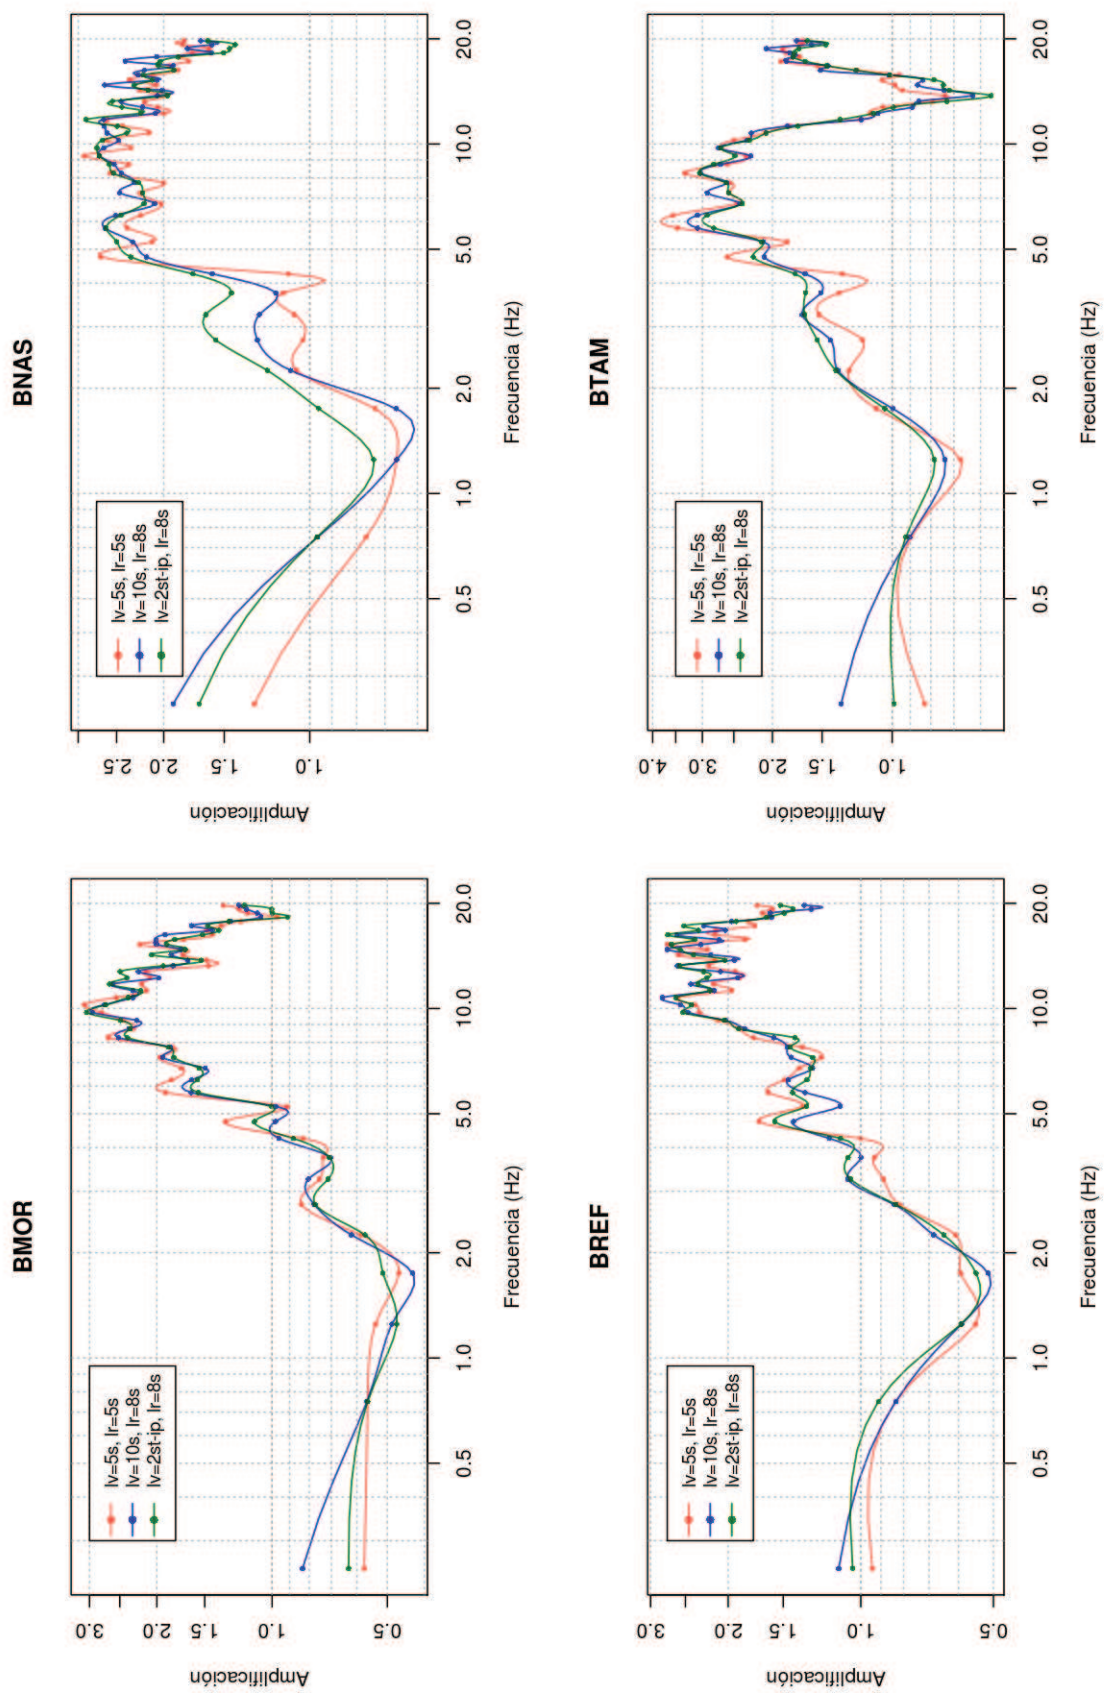 BMOR
lv=5s, lr=5s
lv=10s, lr=8s
lv=2st-ip, lr=8s
Amplificación
3.0
2.0
1.5
1.0
0.5
0.5
1.0
2.0
5.0
10.0
20.0
Frecuencia (Hz)
BNAS
lv=5s, lr=5s
lv=10s, lr=8s
lv=2st-ip, lr=8s
Amplificación
2.5
2.0
1.5
1.0
0.5
1.0
2.0
5.0
10.0
20.0
Frecuencia (Hz)
BREF
lv=5s, lr=5s
lv=10s, lr=8s
lv=2st-ip, lr=8s
Amplificación
3.0
2.0
1.5
1.0
0.5
0.5
1.0
2.0
5.0
10.0
20.0
Frecuencia (Hz)
BTAM
lv=5s, lr=5s
lv=10s, lr=8s
lv=2st-ip, lr=8s
Amplificación
4.0
3.0
2.0
1.5
1.0
0.5
1.0
2.0
5.0
10.0
20.0
Frecuencia (Hz)